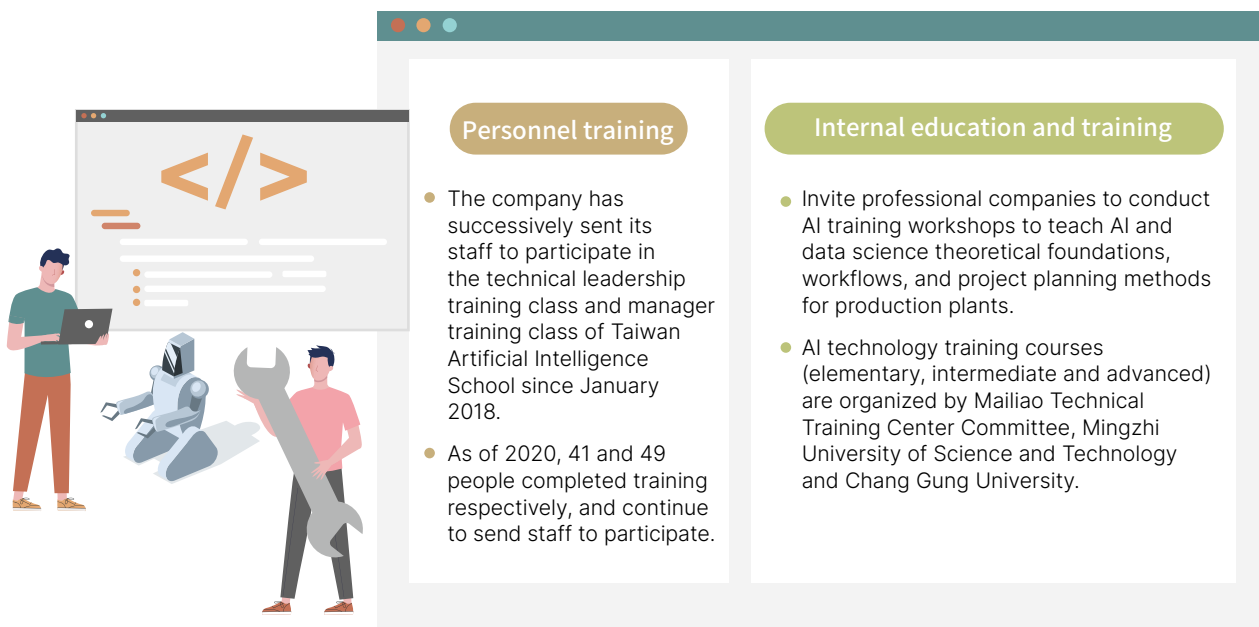 </>
Personnel training
The company has
successively sent its
staff to participate in
the technical leadership
training class and manager
training class of Taiwan
Artificial Intelligence
School since January
2018.
As of 2020, 41 and 49
people completed training
respectively, and continue
to send staff to participate.
Internal education and training
Invite professional companies to conduct
AI training workshops to teach AI and
data science theoretical foundations,
workflows, and project planning methods
for production plants.
AI technology training courses
(elementary, intermediate and advanced)
are organized by Mailiao Technical
Training Center Committee, Mingzhi
University of Science and Technology
and Chang Gung University.